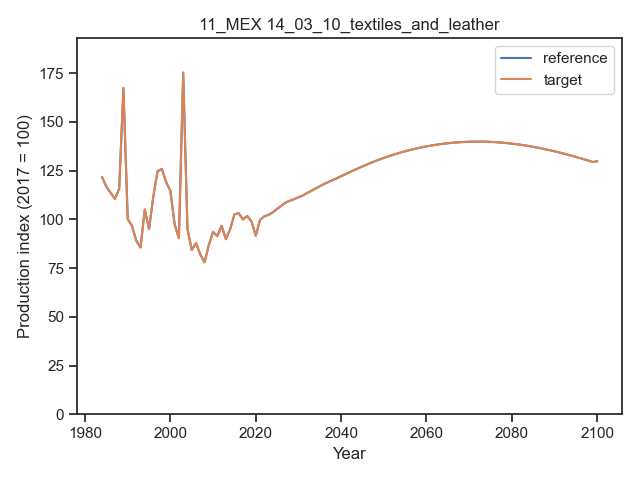 11_MEX 14_03_10_textiles_and_leather
reference
target
Production index (2017 = 100)
175
150
125
100
75
50
25
0
1980 2000 2020 2040 2060 2080 2100
Year